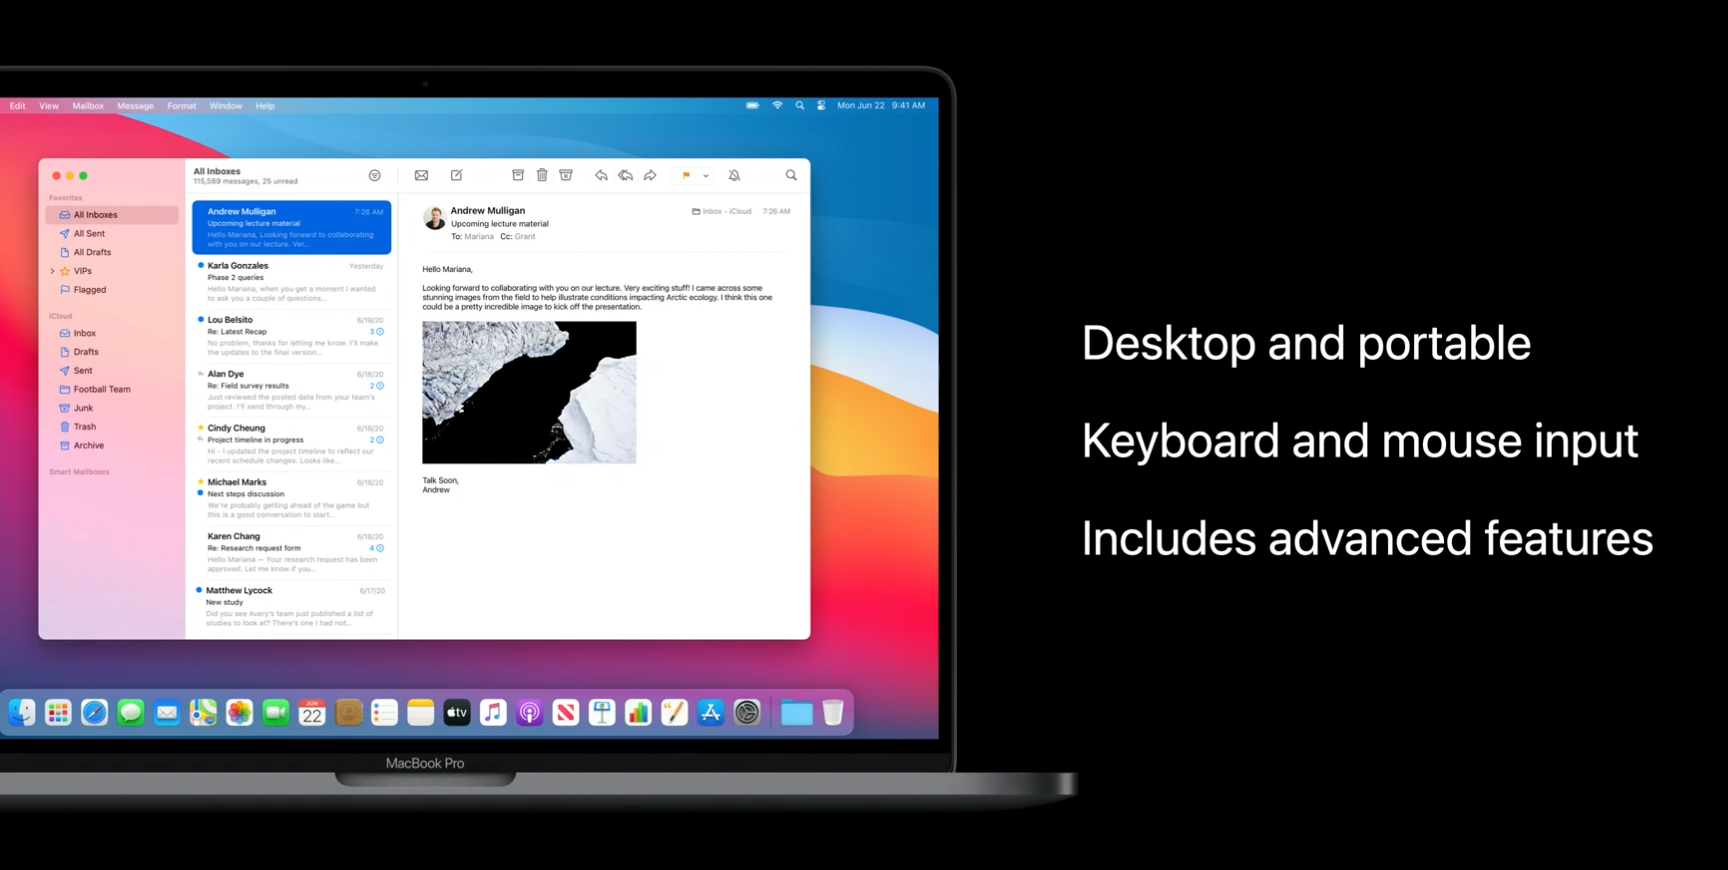 Edit View Mailbox Message Format Window Help
Mon Jun 22 9:41 AM
Favorites
All Inboxes
All Sent
All Drafts
VIPs
Flagged
iCloud
Inbox
Drafts
Sent
Football Team
Junk
Trash
Archive
Smart Mailboxes
All Inboxes
115,589 messages, 25 unread
Andrew Mulligan 7:26 AM
Upcoming lecture material
Hello Mariana, Looking forward to collaborating
with you on our lecture. Ver...
Karla Gonzales Yesterday
Phase 2 queries
Hello Mariana, when you get a moment I wanted
to ask you a couple of questions...
Lou Belsito 6/19/20
Re: Latest Recap 3
No problem, thanks for letting me know. I'll make
the updates to the final version...
Alan Dye 6/18/20
Re: Field survey results 2
Just reviewed the posted data from your team's
project. I'll send through my...
Cindy Cheung 6/18/20
Project timeline in progress 2
Hi - I updated the project timeline to reflect our
recent schedule changes. Looks like...
Michael Marks 6/18/20
Next steps discussion
We're probably getting ahead of the game but
this is a good conversation to start...
Karen Chang 6/18/20
Re: Research request form 4
Hello Mariana — Your research request has been
approved. Let me know if you...
Matthew Lycock 6/17/20
New study
Did you see Avery's team just published a list of
studies to look at? There's one I had not...
Andrew Mulligan Inbox - iCloud 7:26 AM
Upcoming lecture material
To: Mariana Cc: Grant
Hello Mariana,
Looking forward to collaborating with you on our lecture. Very exciting stuff! I came across some
stunning images from the field to help illustrate conditions impacting Arctic ecology. I think this one
could be a pretty incredible image to kick off the presentation.
Talk Soon,
Andrew
JUN
22
tv
MacBook Pro
Desktop and portable
Keyboard and mouse input
Includes advanced features